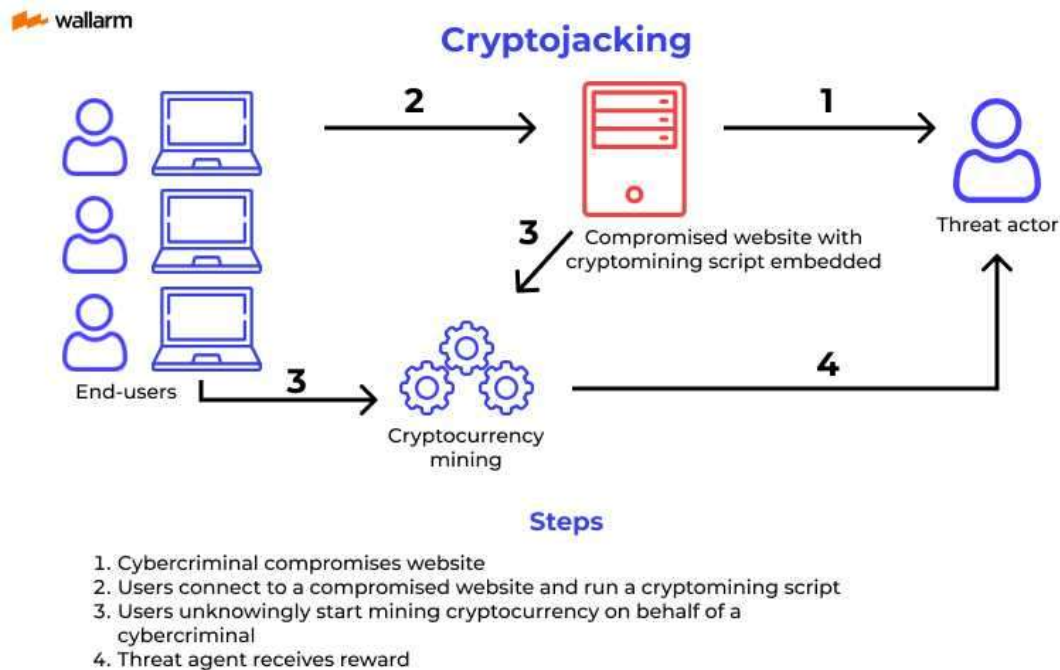 wallarm
Cryptojacking
2
1
Threat actor
3
Compromised website with
cryptomining script embedded
End-users
3
4
Cryptocurrency
mining
Steps
1. Cybercriminal compromises website
2. Users connect to a compromised website and run a cryptomining script
3. Users unknowingly start mining cryptocurrency on behalf of a
cybercriminal
4. Threat agent receives reward